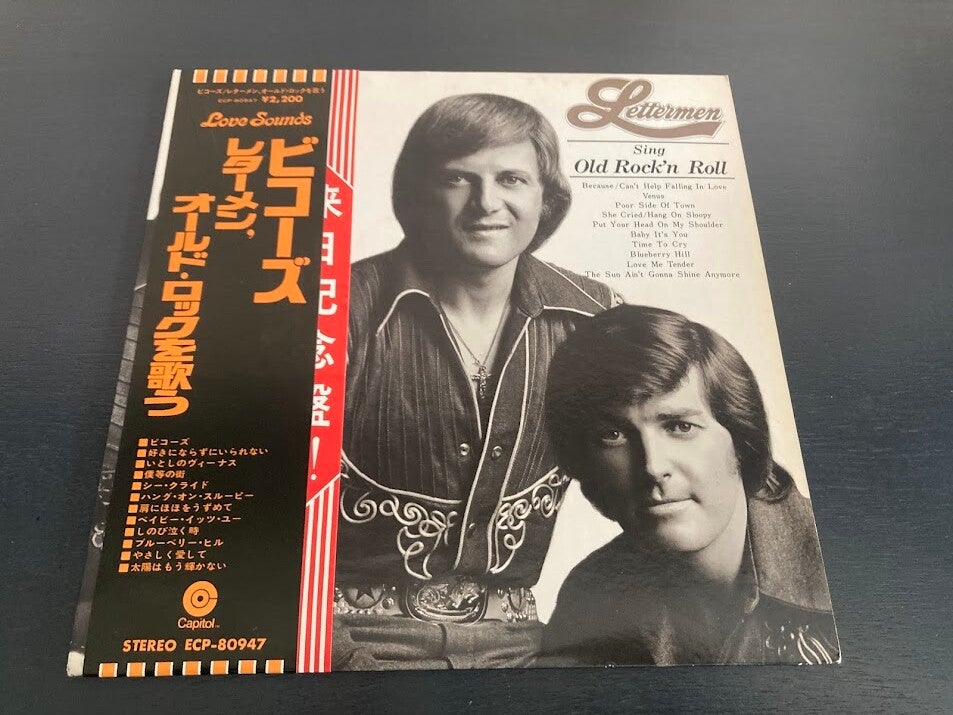 ビコーズ/レターメン、オールド・ロックを歌う
ECP-80947 ¥2,200
Love Sounds
ビコーズ
レターメン、
オールド・ロックを歌う
■ビコーズ
■好きにならずにいられない
■いとしのヴィーナス
■僕等の街
■シー・クライド
■ハング・オン・スルーピー
■肩にほほをうずめて
■ベイビー・イッツ・ユー
■しのび泣く時
■ブルーベリー・ヒル
■やさしく愛して
■太陽はもう輝かない
Capitol
STEREO ECP-80947
来日記念盤!
Lettermen
Sing
Old Rock'n Roll
Because/Can't Help Falling In Love
Venus
Poor Side Of Town
She Cried/Hang On Sloopy
Put Your Head On My Shoulder
Baby It's You
Time To Cry
Blueberry Hill
Love Me Tender
The Sun Ain't Gonna Shine Anymore